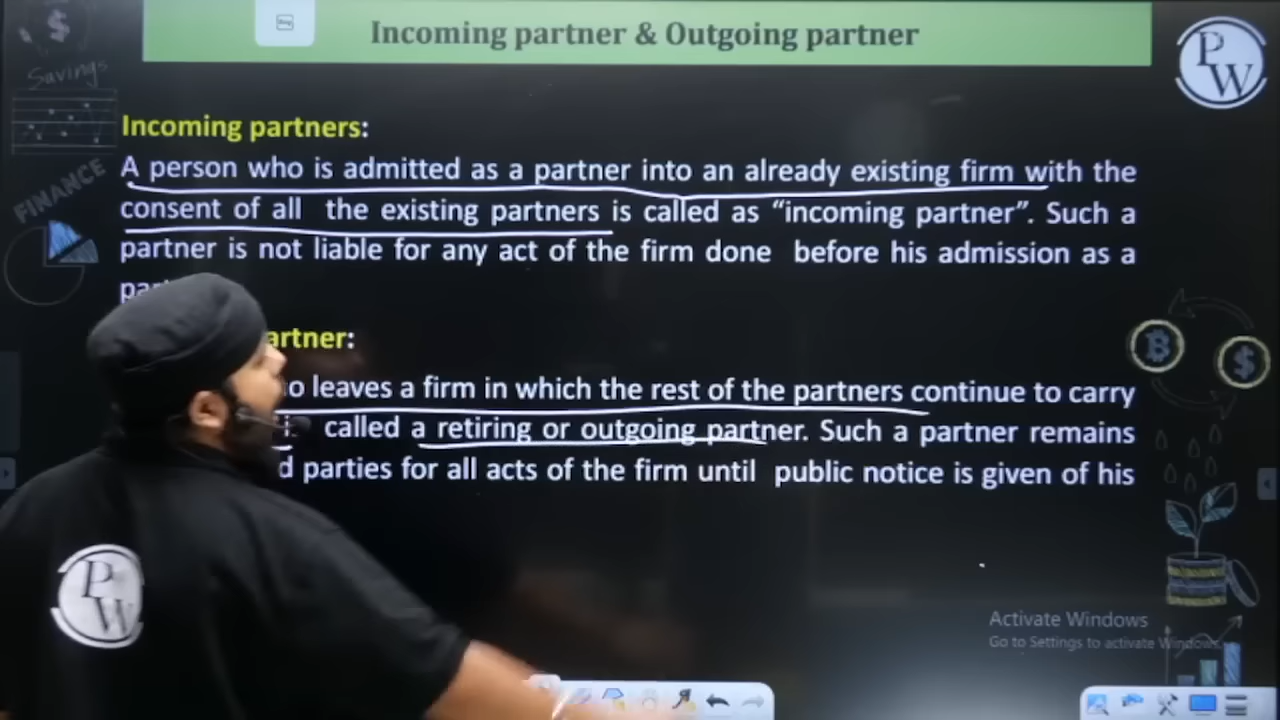 Incoming partner & Outgoing partner
P
W
Savings
FINANCE
Incoming partners:
A person who is admitted as a partner into an already existing firm with the
consent of all the existing partners is called as “incoming partner”. Such a
partner is not liable for any act of the firm done before his admission as a
artner:
leaves a firm in which the rest of the partners continue to carry
called a retiring or outgoing partner. Such a partner remains
parties for all acts of the firm until public notice is given of his
P
W
Activate Windows
Go to Settings to activate Windows.